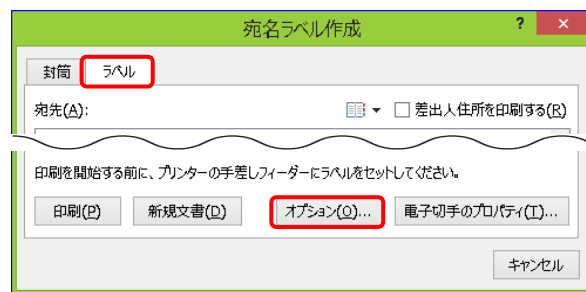 宛名ラベル作成 ? ×
封筒 ラベル
宛先(A): 差出人住所を印刷する(R)
印刷を開始する前に、プリンターの手差しフィーダーにラベルをセットしてください。
印刷(P) 新規文書(D) オプション(O)...電子切手のプロパティ(I)...
キャンセル